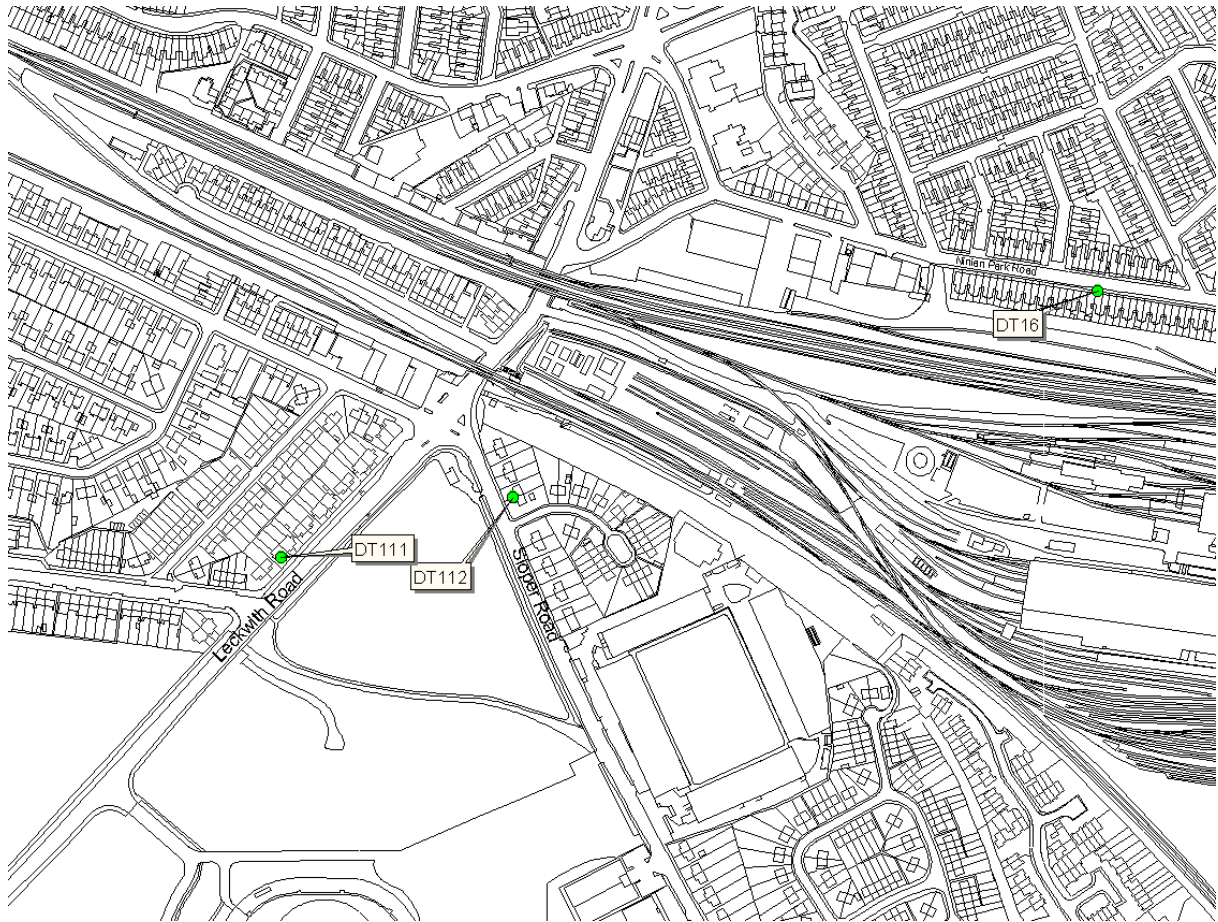 Ninian Park Road
DT16
DT111
DT112
Sloper Road
Leckwith Road